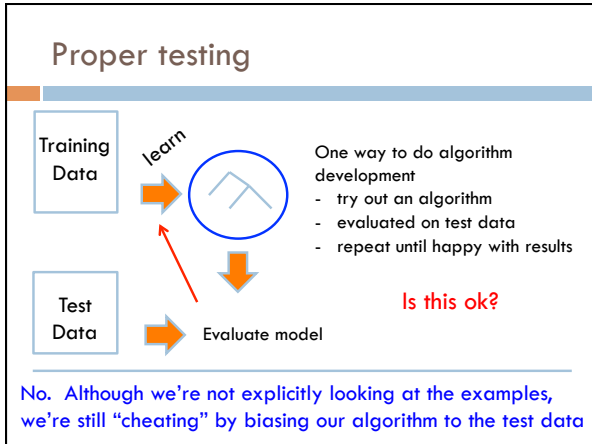 Proper testing
Training
Data
learn
One way to do algorithm
development
- try out an algorithm
- evaluated on test data
- repeat until happy with results
Is this ok?
Test
Data
Evaluate model
No. Although we're not explicitly looking at the examples,
we're still “cheating” by biasing our algorithm to the test data